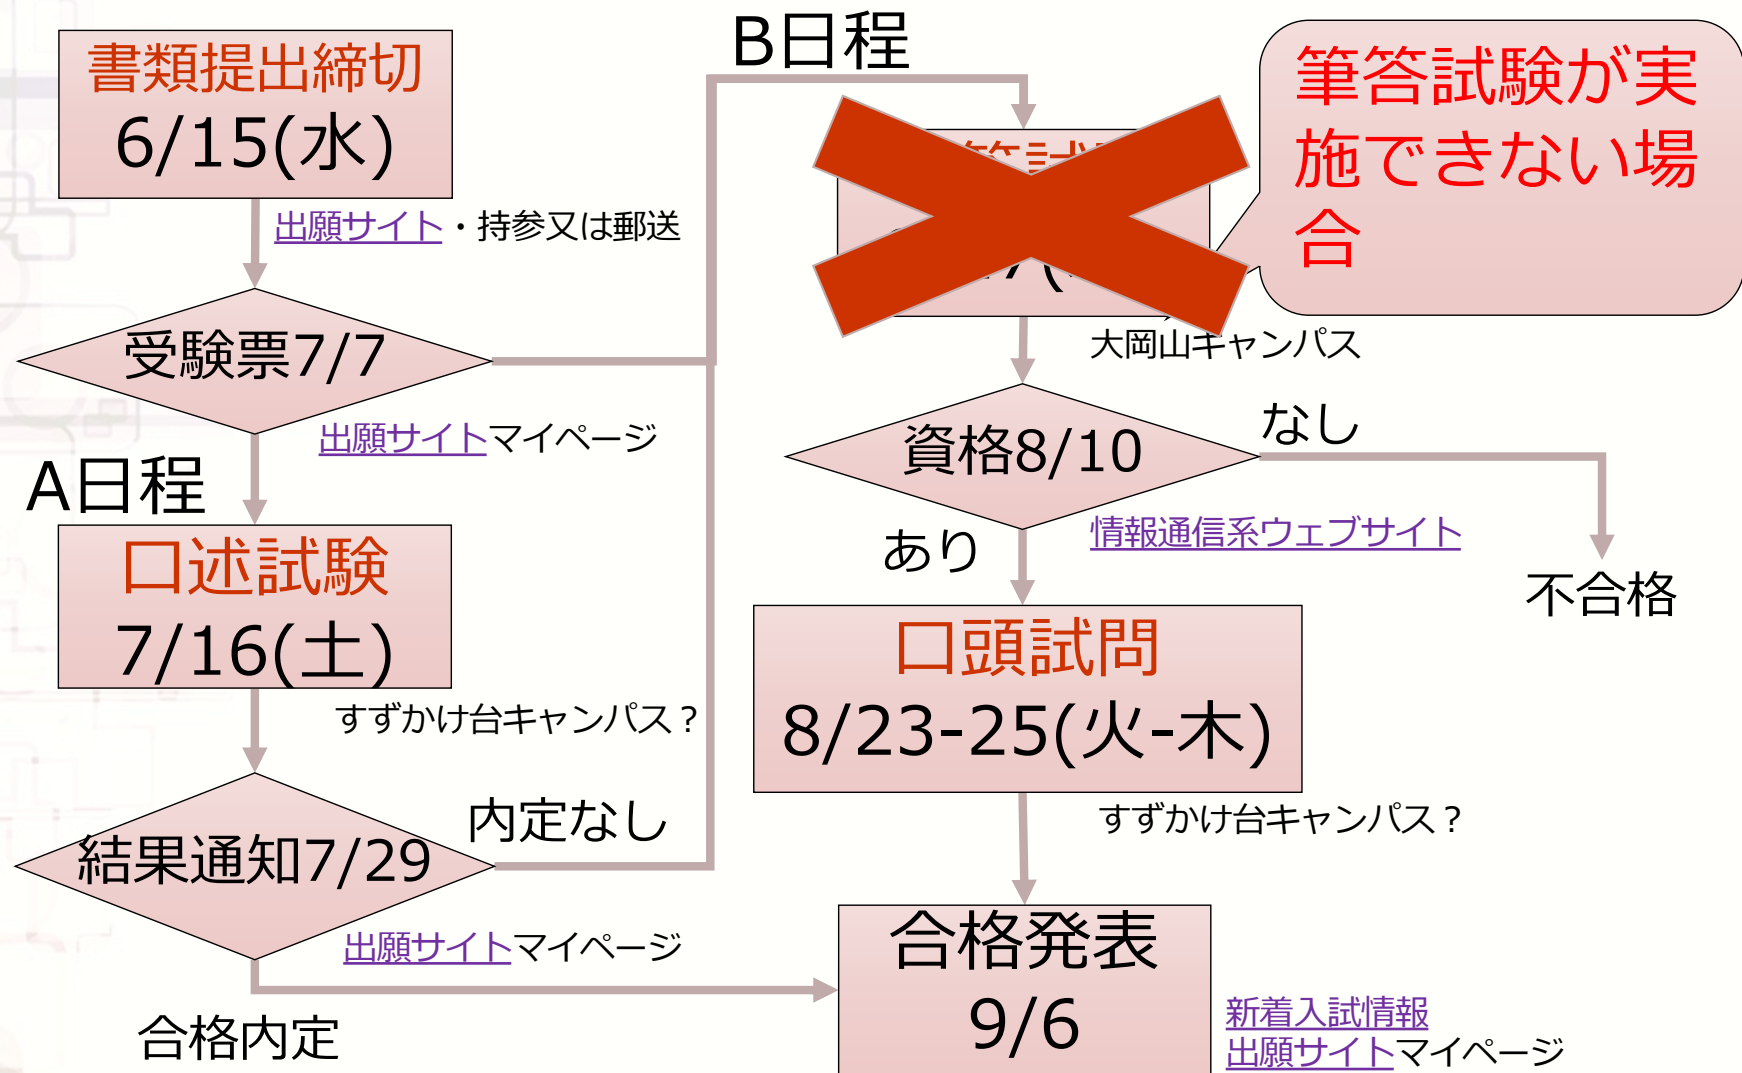 書類提出締切
6/15(水)
出願サイト・持参又は郵送
受験票7/7
出願サイトマイページ
A日程
口述試験
7/16(土)
すずかけ台キャンパス？
結果通知7/29
内定なし
出願サイトマイページ
合格内定
B日程
筆答試験が実
施できない場
合
大岡山キャンパス
資格8/10
なし
あり
情報通信系ウェブサイト
不合格
口頭試問
8/23-25(火-木)
すずかけ台キャンパス？
合格発表
9/6
新着入試情報
出願サイトマイページ